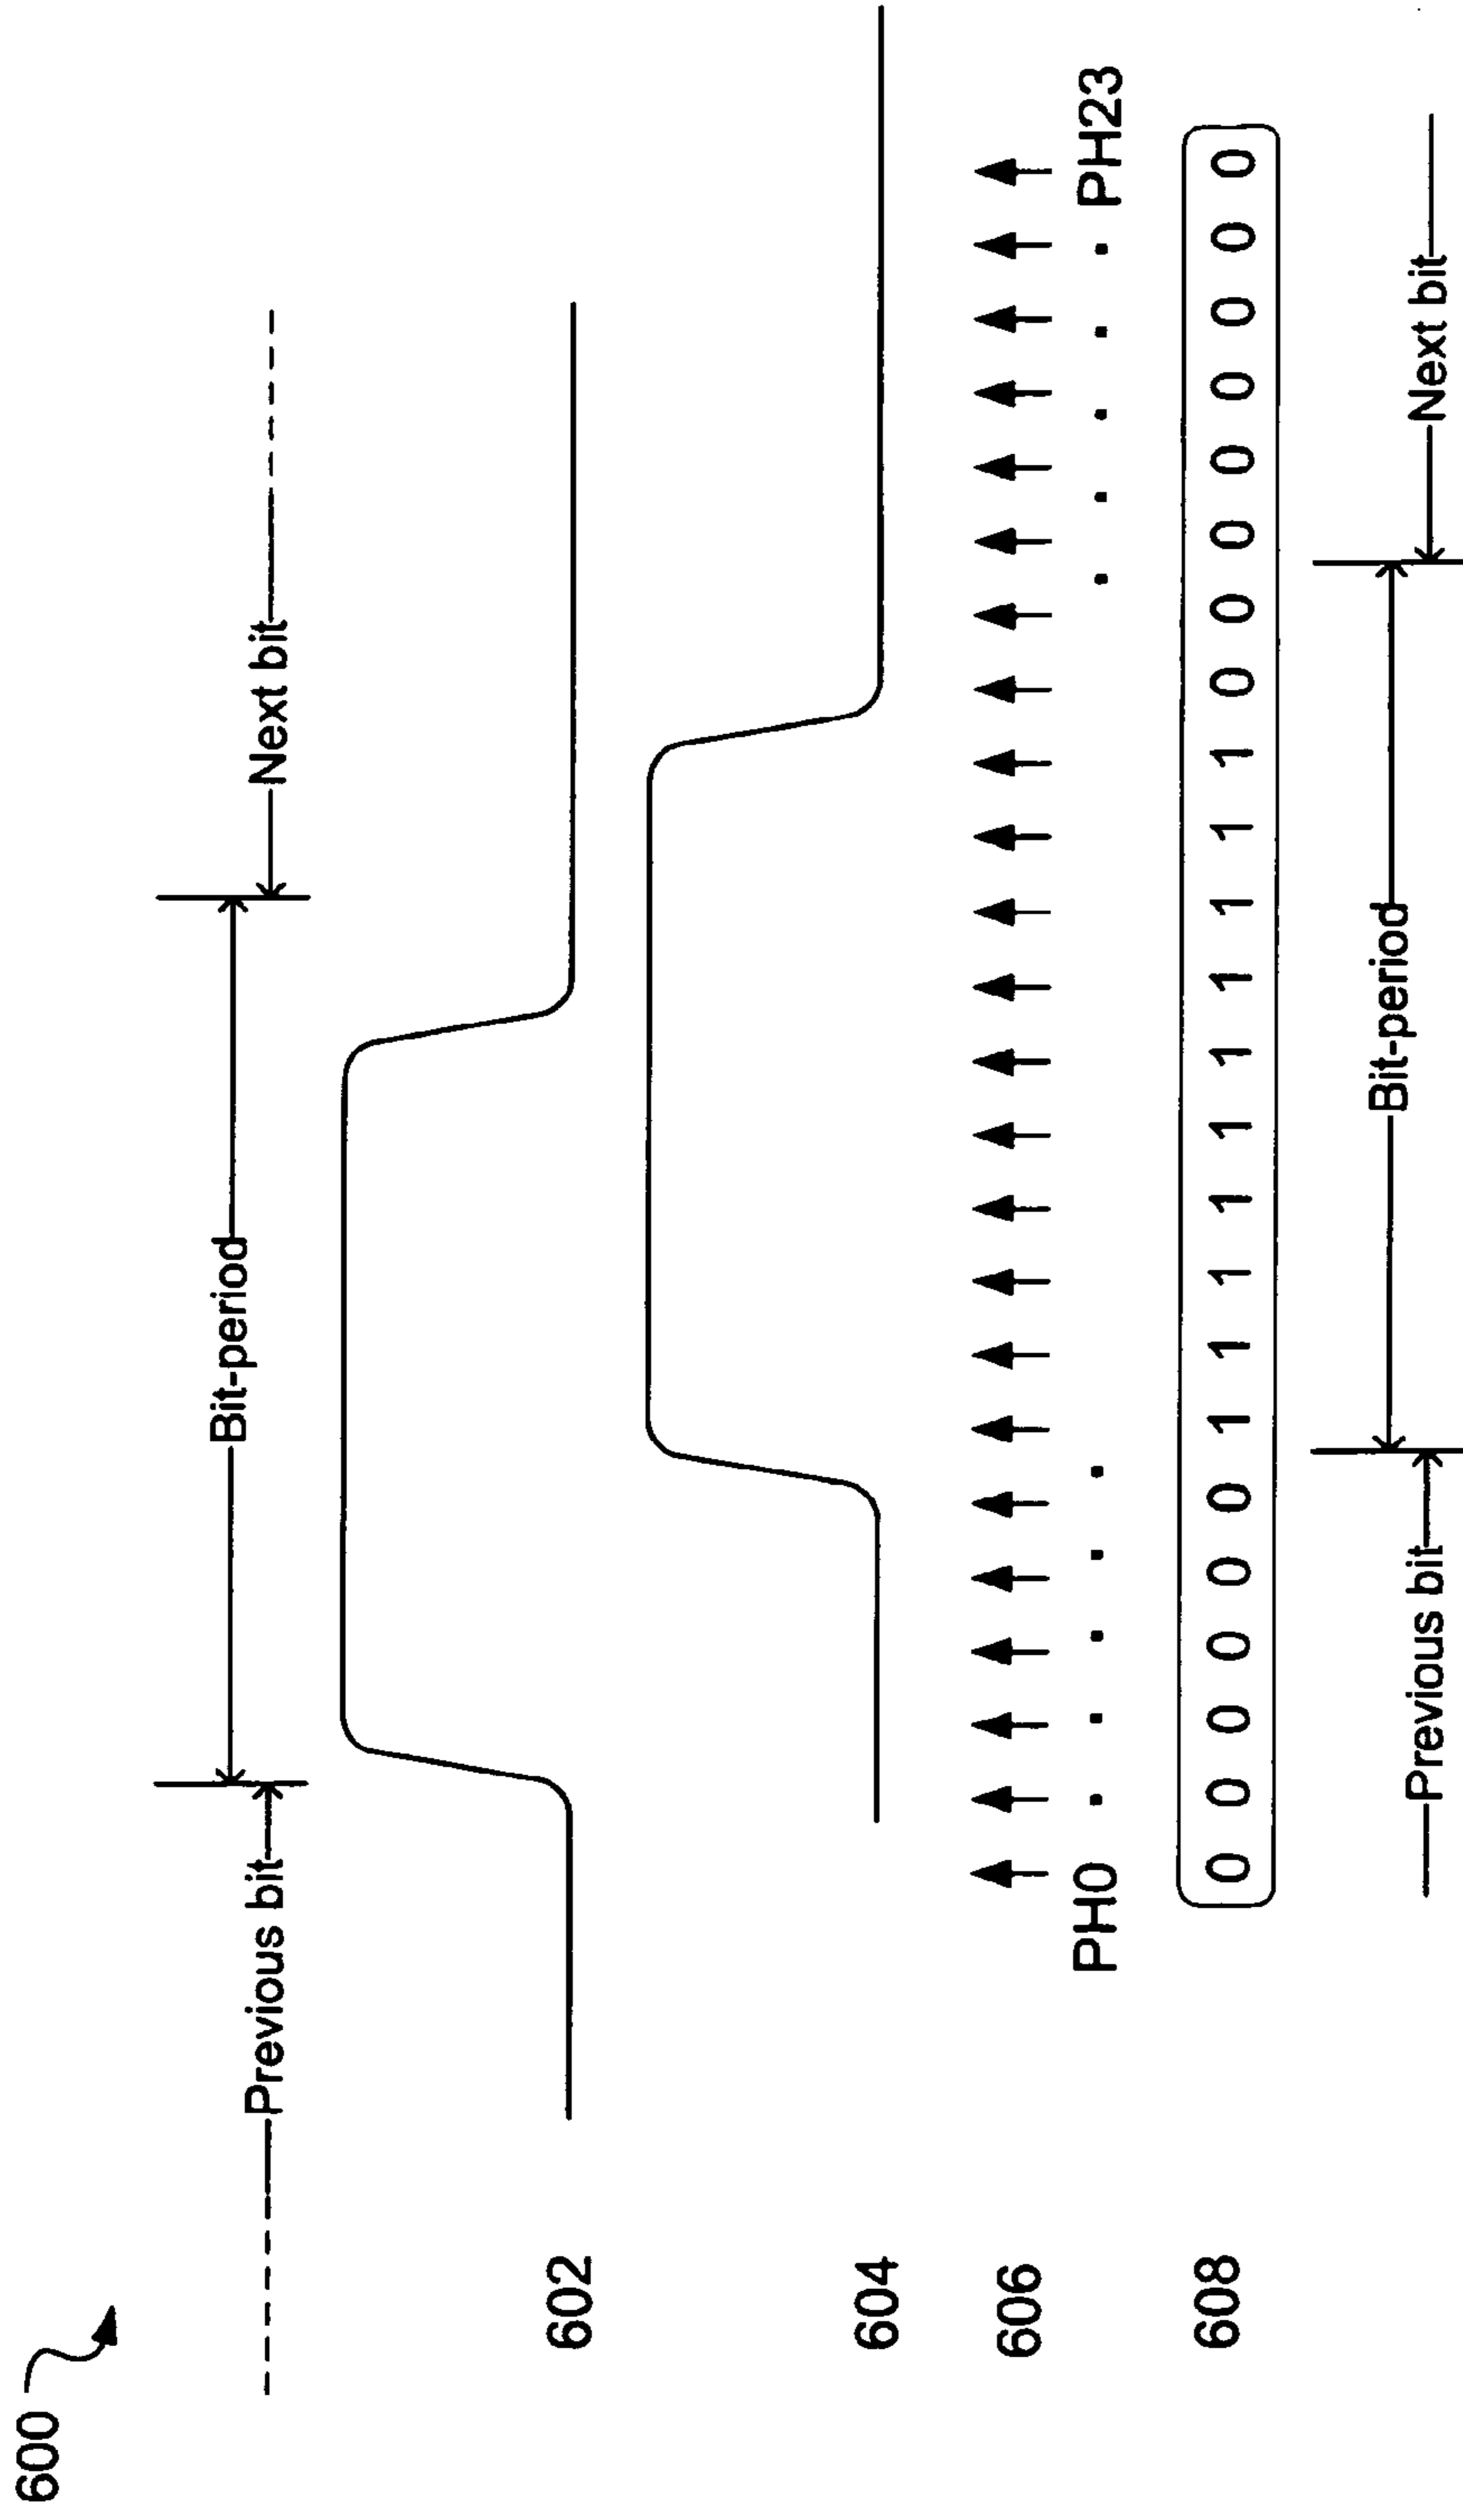 600
Bit-period
Previous bit Next bit
602
604
606
PH0 . . . . . . . . . . PH23
608 0 0 0 0 0 0 1 1 1 1 1 1 1 1 1 1 0 0 0 0 0 0 0 0
Bit-period
Previous bit Next bit